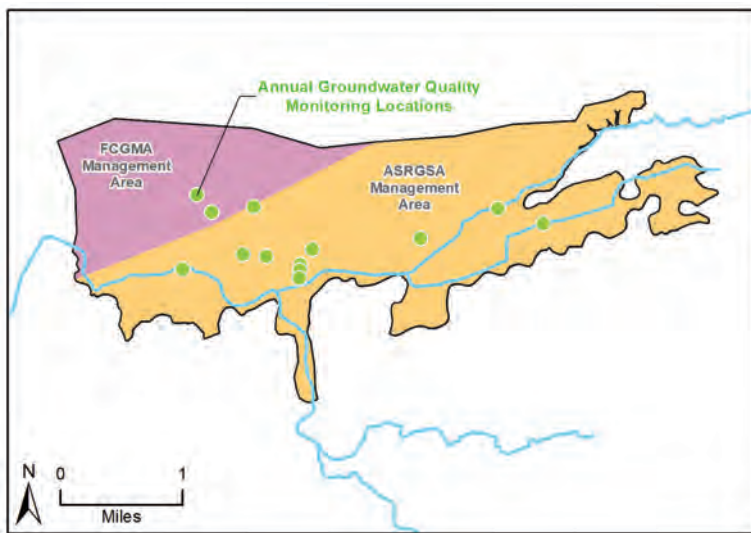 Annual Groundwater Quality
Monitoring Locations
FCGMA
Management
Area
ASRGSA
Management
Area
N
0 1
Miles